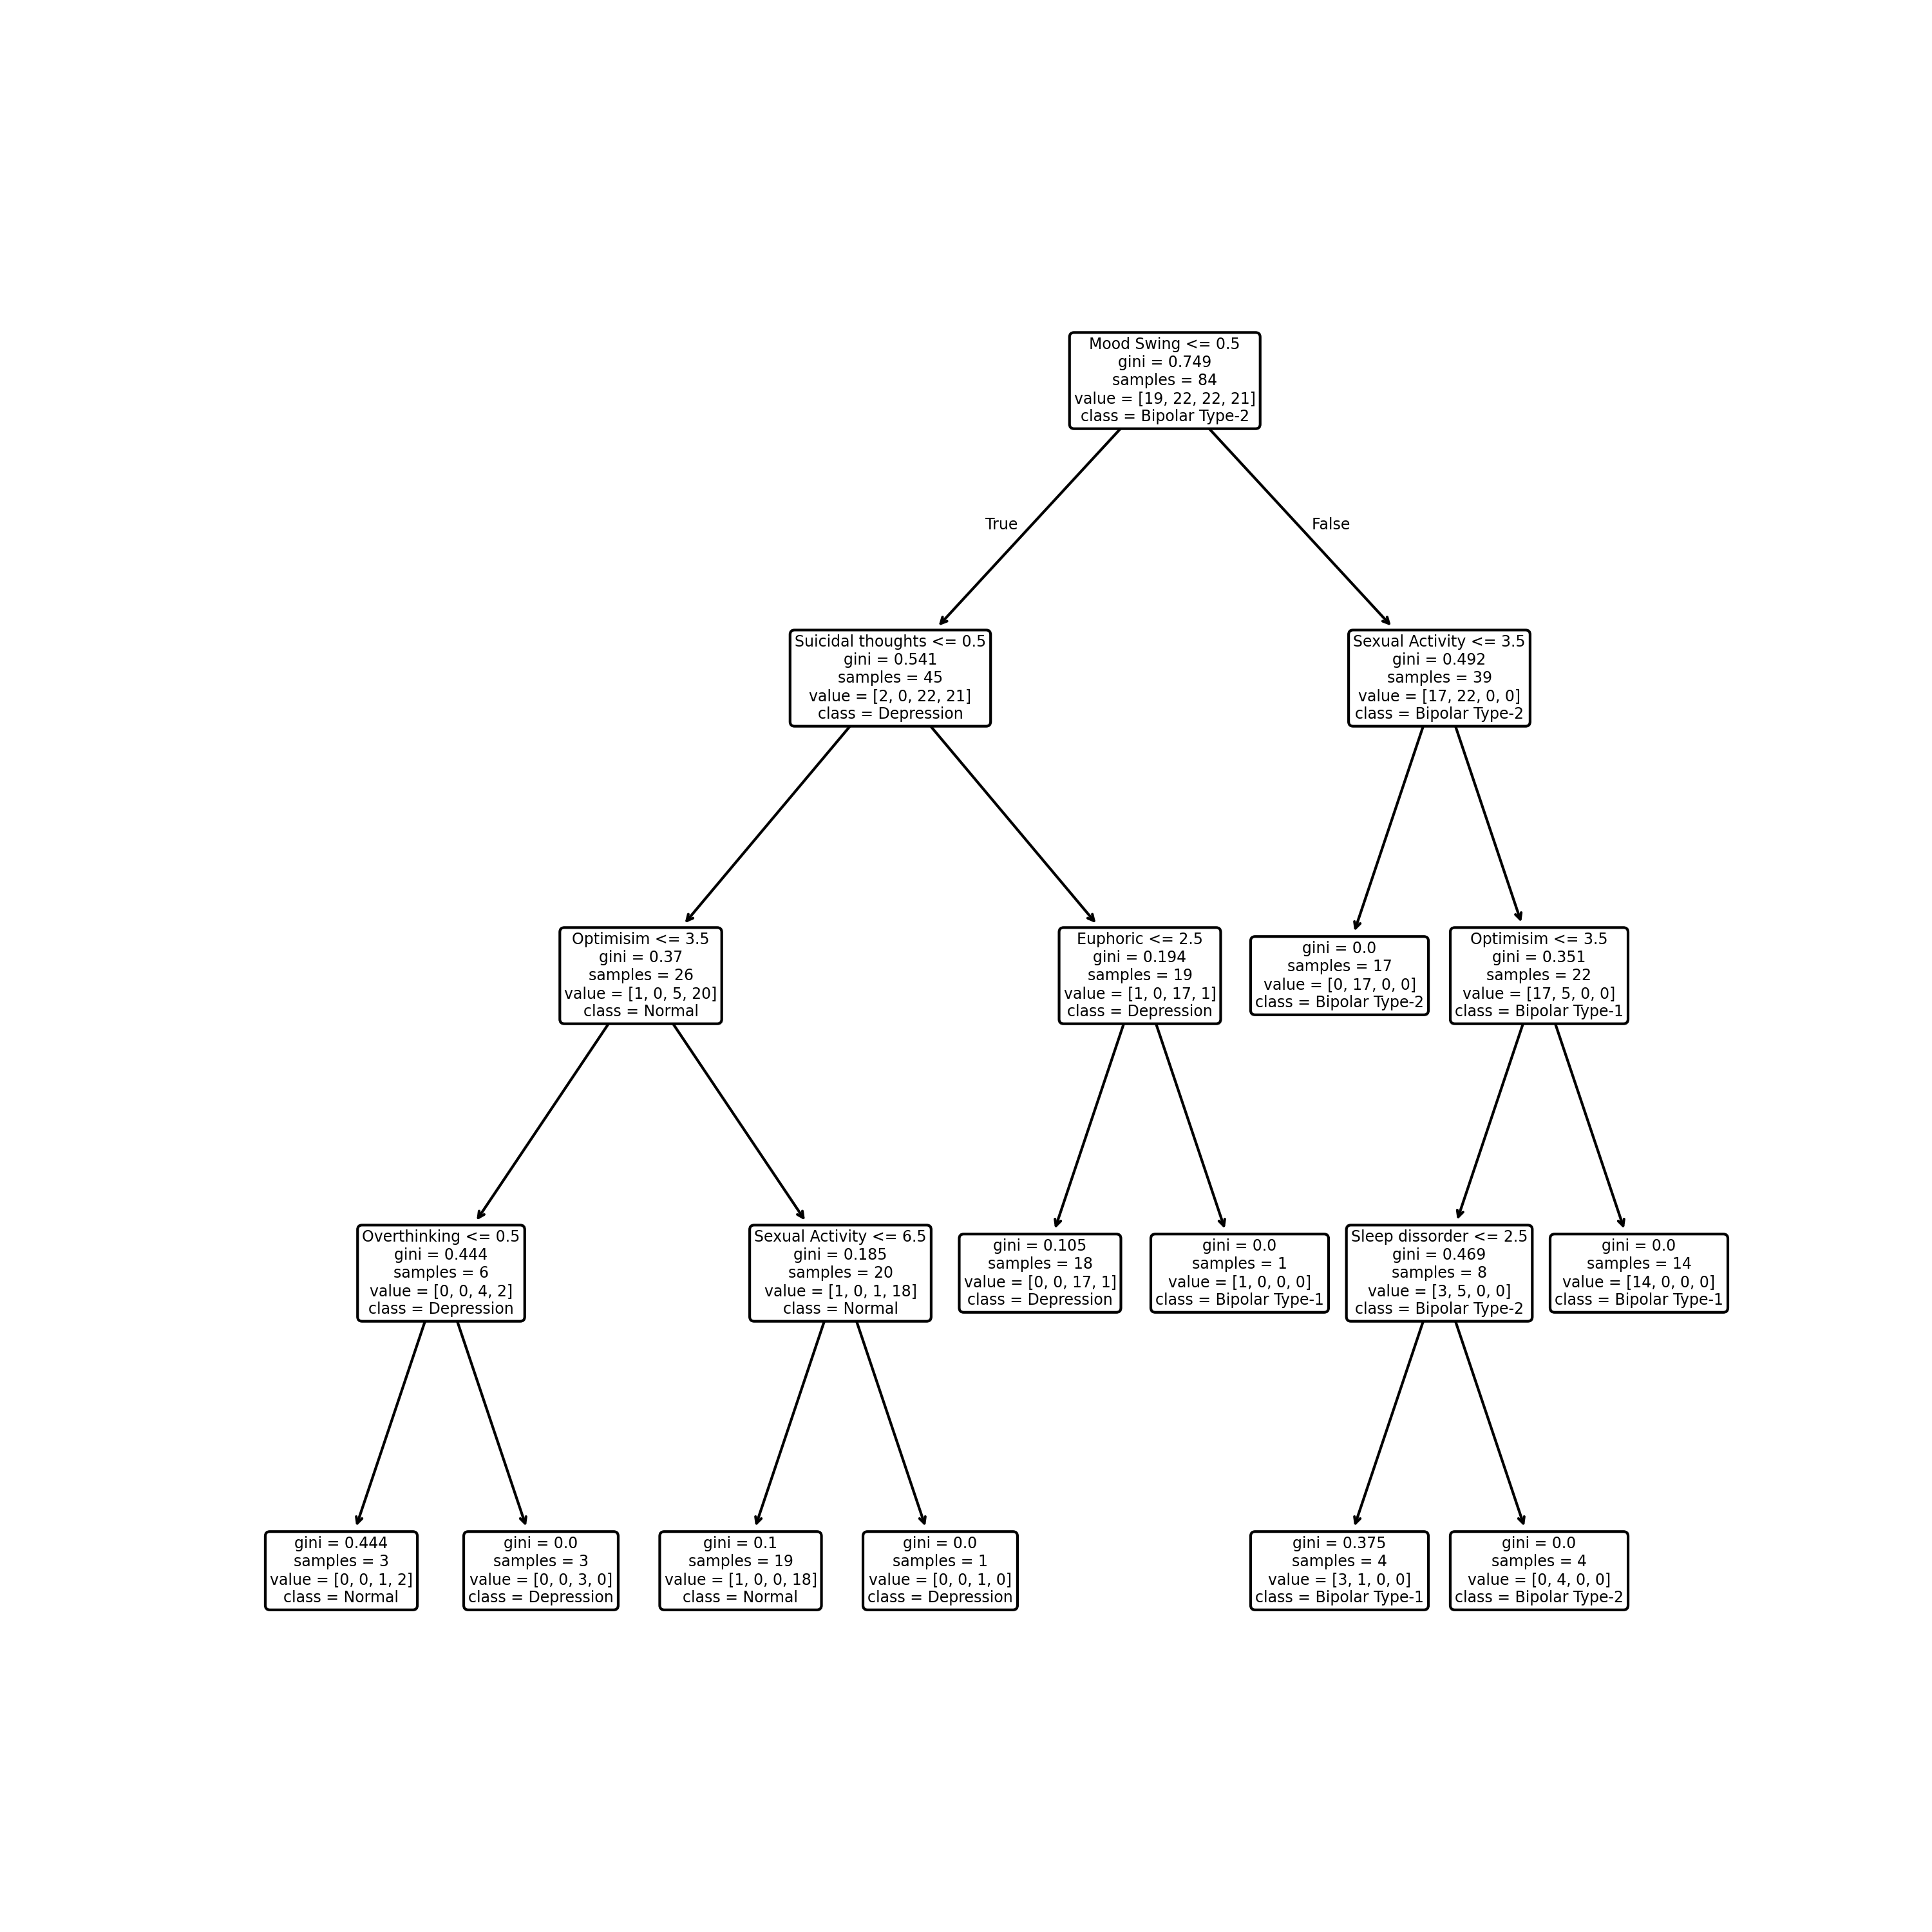 Mood Swing <= 0.5
gini = 0.749
samples = 84
value = [19, 22, 22, 21]
class = Bipolar Type-2
True
False
Suicidal thoughts <= 0.5
gini = 0.541
samples = 45
value = [2, 0, 22, 21]
class = Depression
Sexual Activity <= 3.5
gini = 0.492
samples = 39
value = [17, 22, 0, 0]
class = Bipolar Type-2
Optimisim <= 3.5
gini = 0.37
samples = 26
value = [1, 0, 5, 20]
class = Normal
Euphoric <= 2.5
gini = 0.194
samples = 19
value = [1, 0, 17, 1]
class = Depression
gini = 0.0
samples = 17
value = [0, 17, 0, 0]
class = Bipolar Type-2
Optimisim <= 3.5
gini = 0.351
samples = 22
value = [17, 5, 0, 0]
class = Bipolar Type-1
Overthinking <= 0.5
gini = 0.444
samples = 6
value = [0, 0, 4, 2]
class = Depression
Sexual Activity <= 6.5
gini = 0.185
samples = 20
value = [1, 0, 1, 18]
class = Normal
gini = 0.105
samples = 18
value = [0, 0, 17, 1]
class = Depression
gini = 0.0
samples = 1
value = [1, 0, 0, 0]
class = Bipolar Type-1
Sleep dissorder <= 2.5
gini = 0.469
samples = 8
value = [3, 5, 0, 0]
class = Bipolar Type-2
gini = 0.0
samples = 14
value = [14, 0, 0, 0]
class = Bipolar Type-1
gini = 0.444
samples = 3
value = [0, 0, 1, 2]
class = Normal
gini = 0.0
samples = 3
value = [0, 0, 3, 0]
class = Depression
gini = 0.1
samples = 19
value = [1, 0, 0, 18]
class = Normal
gini = 0.0
samples = 1
value = [0, 0, 1, 0]
class = Depression
gini = 0.375
samples = 4
value = [3, 1, 0, 0]
class = Bipolar Type-1
gini = 0.0
samples = 4
value = [0, 4, 0, 0]
class = Bipolar Type-2